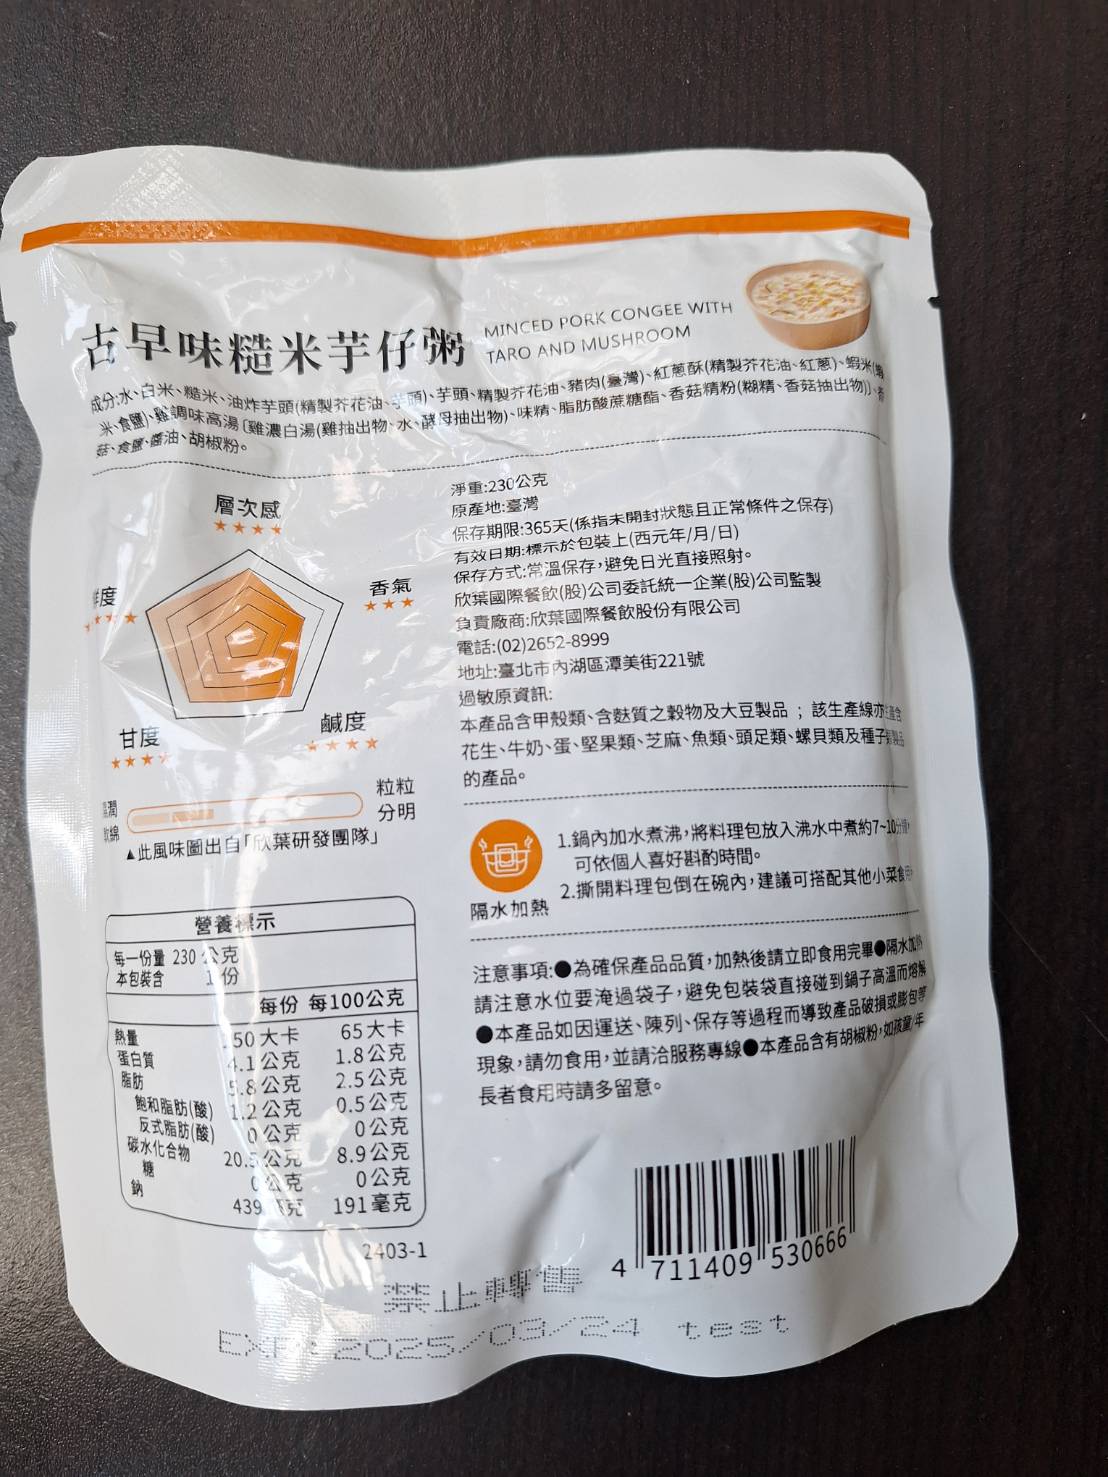 古早味糙米芋仔粥
MINCED PORK CONGEE WITH
TARO AND MUSHROOM
成分:水、白米、糙米、油炸芋頭(精製芥花油、芋頭)、芋頭、精製芥花油、豬肉(臺灣)、紅蔥酥(精製芥花油、紅蔥)、蝦米(
米、食鹽)、雞調味高湯〔雞濃白湯(雞抽出物、水、酵母抽出物)、味精、脂肪酸蔗糖酯、香菇精粉(糊精、香菇抽出物)〕、香
菇、食鹽、醬油、胡椒粉。
層次感
★★★★
香氣
★★★
度
★★★★
甘度
★★★★
鹹度
★★★★
潤
軟綿
粒粒
分明
▲此風味圖出自「欣葉研發團隊」
淨重:230公克
原產地:臺灣
保存期限:365天(係指未開封狀態且正常條件之保存)
有效日期:標示於包裝上(西元年/月/日)
保存方式:常溫保存,避免日光直接照射。
欣葉國際餐飲(股)公司委託統一企業(股)公司監製
負責廠商:欣葉國際餐飲股份有限公司
電話:(02)2652-8999
地址:臺北市內湖區潭美街221號
過敏原資訊:
本產品含甲殼類、含麩質之穀物及大豆製品 ; 該生產線亦生產含
花生、牛奶、蛋、堅果類、芝麻、魚類、頭足類、螺貝類及種子類製品
的產品。
隔水加熱
1.鍋內加水煮沸,將料理包放入沸水中煮約7~10分鐘,
可依個人喜好斟酌時間。
2.撕開料理包倒在碗內,建議可搭配其他小菜食用。
注意事項:●為確保產品品質,加熱後請立即食用完畢●隔水加熱
請注意水位要淹過袋子,避免包裝袋直接碰到鍋子高溫而熔解
●本產品如因運送、陳列、保存等過程而導致產品破損或膨包等
現象,請勿食用,並請洽服務專線●本產品含有胡椒粉,如孩童/年
長者食用時請多留意。
營養標示
每一份量 230 公克
本包裝含 1 份
每份 每100公克
熱量 150 大卡 65 大卡
蛋白質 4.1 公克 1.8 公克
脂肪 5.8 公克 2.5 公克
飽和脂肪(酸) 1.2 公克 0.5 公克
反式脂肪(酸) 0 公克 0 公克
碳水化合物 20.5 公克 8.9 公克
糖 0 公克 0 公克
鈉 439 毫克 191 毫克
2403-1
4 711409 530666
禁止轉售
EXP:2025/03/24 test